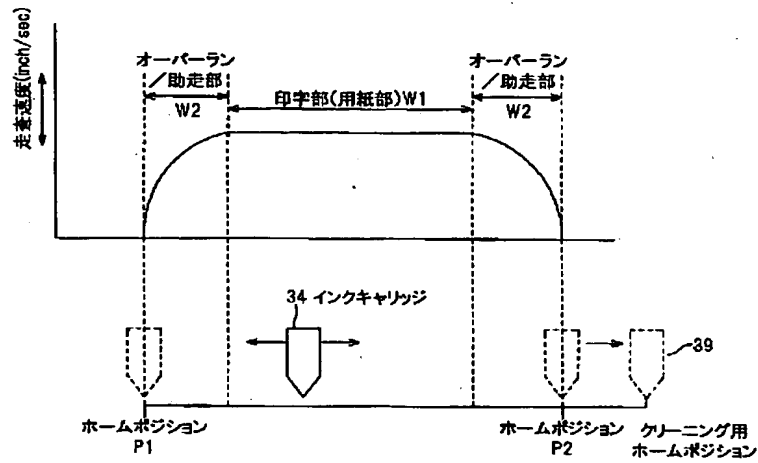 走査速度(inch/sec)
オーバーラン
/助走部
W2
印字部(用紙部)W1
オーバーラン
/助走部
W2
34 インクキャリッジ
39
ホームポジション
P1
ホームポジション
P2
クリーニング用
ホームポジション